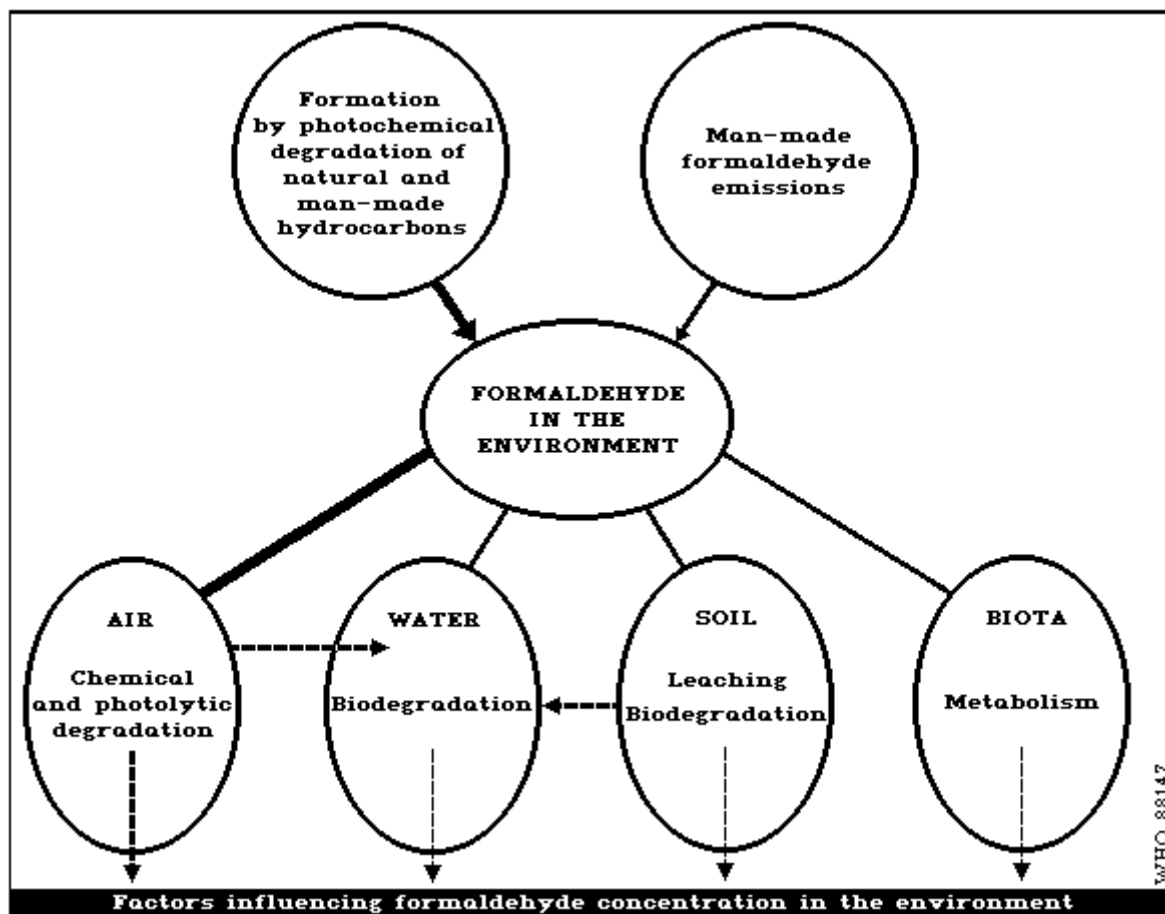 Formation
by photochemical
degradation of
natural and
man-made
hydrocarbons
Man-made
formaldehyde
emissions
FORMALDEHYDE
IN THE
ENVIRONMENT
AIR
Chemical
and photolytic
degradation
WATER
Biodegradation
SOIL
Leaching
Biodegradation
BIOTA
Metabolism
WHO 88147
Factors influencing formaldehyde concentration in the environment